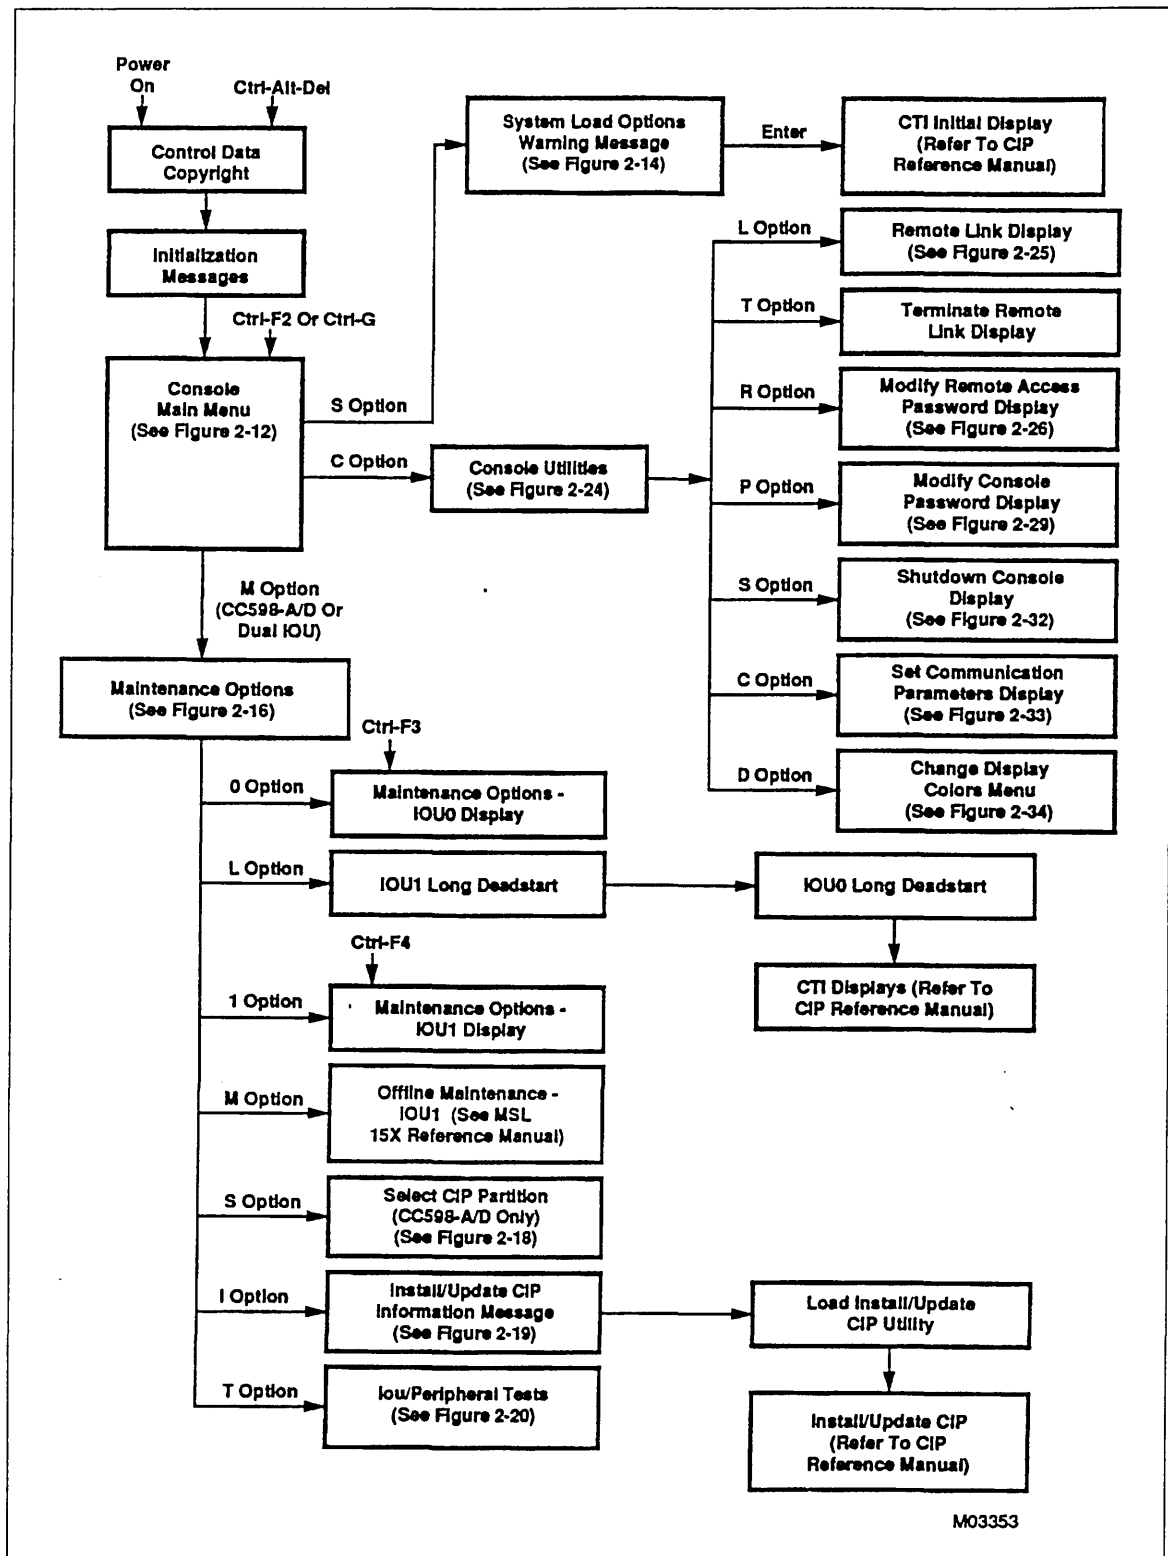 Power
On
Ctrl-Alt-Del
Control Data
Copyright
Initialization
Messages
Ctrl-F2 Or Ctrl-G
Console
Main Menu
(See Figure 2-12)
S Option
System Load Options
Warning Message
(See Figure 2-14)
Enter
CTI Initial Display
(Refer To CIP
Reference Manual)
C Option
Console Utilities
(See Figure 2-24)
L Option
Remote Link Display
(See Figure 2-25)
T Option
Terminate Remote
Link Display
R Option
Modify Remote Access
Password Display
(See Figure 2-26)
P Option
Modify Console
Password Display
(See Figure 2-29)
S Option
Shutdown Console
Display
(See Figure 2-32)
C Option
Set Communication
Parameters Display
(See Figure 2-33)
D Option
Change Display
Colors Menu
(See Figure 2-34)
M Option
(CC598-A/D Or
Dual IOU)
Maintenance Options
(See Figure 2-16)
Ctrl-F3
0 Option
Maintenance Options -
IOU0 Display
L Option
IOU1 Long Deadstart
IOU0 Long Deadstart
CTI Displays (Refer To
CIP Reference Manual)
Ctrl-F4
1 Option
Maintenance Options -
IOU1 Display
M Option
Offline Maintenance -
IOU1 (See MSL
15X Reference Manual)
S Option
Select CIP Partition
(CC598-A/D Only)
(See Figure 2-18)
I Option
Install/Update CIP
Information Message
(See Figure 2-19)
Load Install/Update
CIP Utility
Install/Update CIP
(Refer To CIP
Reference Manual)
T Option
Iou/Peripheral Tests
(See Figure 2-20)
M03353